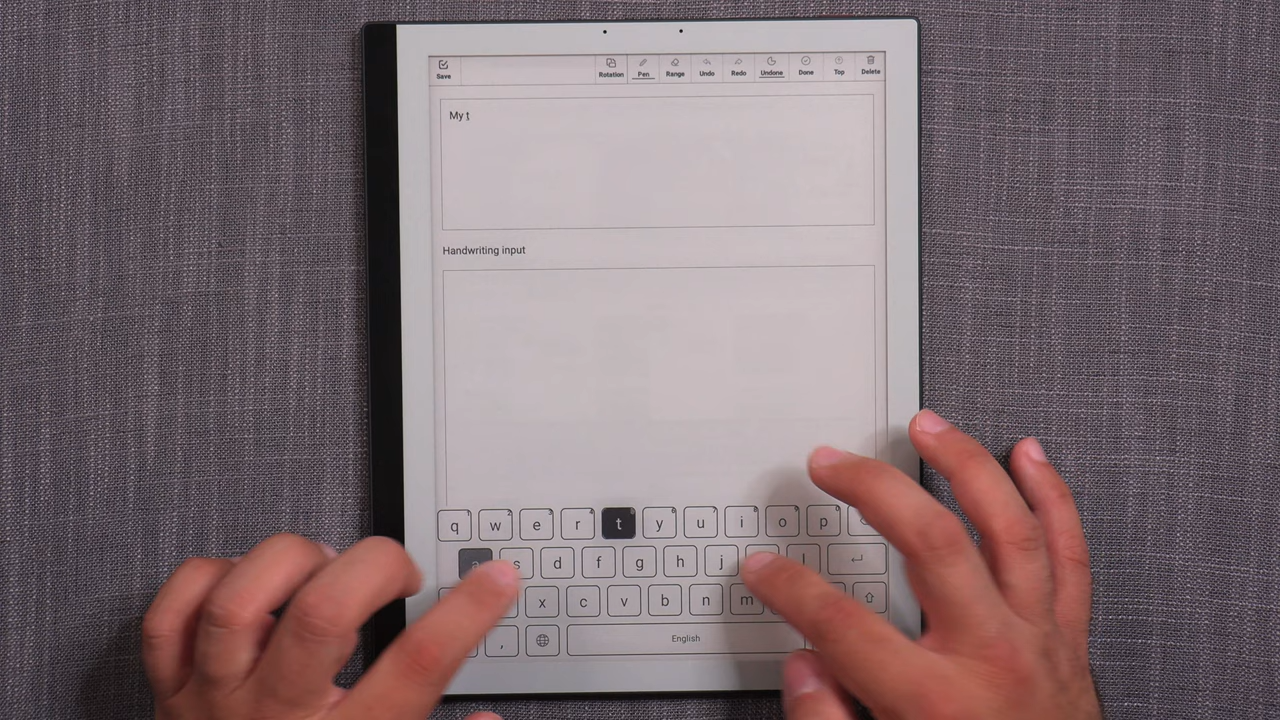 Save Rotation Pen Range Undo Redo Undone Done Top Delete
My t
Handwriting input
q w e r t y u i o p
a s d f g h j l
x c v b n m
, English